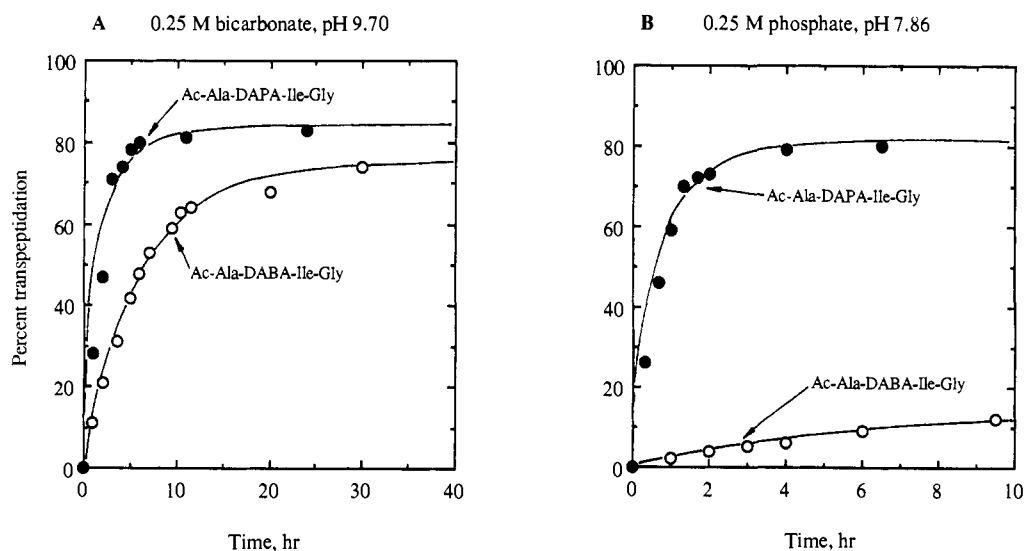 A 0.25 M bicarbonate, pH 9.70
100
80
60
40
20
0
Percent transpeptidation
Ac-Ala-DAPA-Ile-Gly
Ac-Ala-DABA-Ile-Gly
0 10 20 30 40
Time, hr
B 0.25 M phosphate, pH 7.86
100
80
60
40
20
0
Ac-Ala-DAPA-Ile-Gly
Ac-Ala-DABA-Ile-Gly
0 2 4 6 8 10
Time, hr